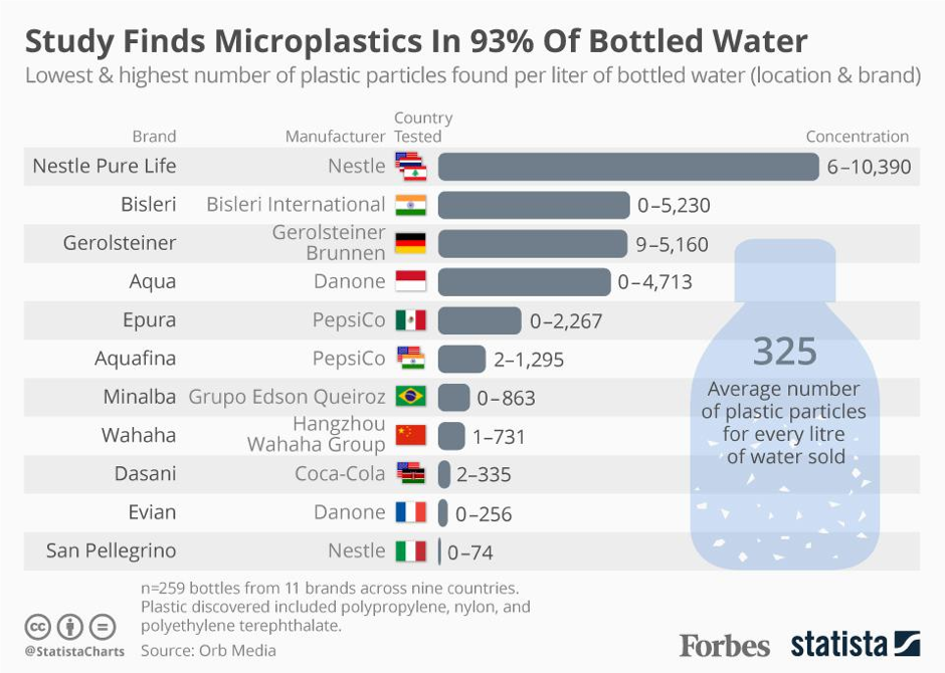 Study Finds Microplastics In 93% Of Bottled Water
Lowest & highest number of plastic particles found per liter of bottled water (location & brand)
Brand Manufacturer Country Tested Concentration
Nestle Pure Life Nestle 6–10,390
Bisleri Bisleri International 0–5,230
Gerolsteiner Gerolsteiner Brunnen 9–5,160
Aqua Danone 0–4,713
Epura PepsiCo 0–2,267
Aquafina PepsiCo 2–1,295
Minalba Grupo Edson Queiroz 0–863
Wahaha Hangzhou Wahaha Group 1–731
Dasani Coca-Cola 2–335
Evian Danone 0–256
San Pellegrino Nestle 0–74
325
Average number
of plastic particles
for every litre
of water sold
n=259 bottles from 11 brands across nine countries.
Plastic discovered included polypropylene, nylon, and
polyethylene terephthalate.
Source: Orb Media
cc
@StatistaCharts
Forbes statista